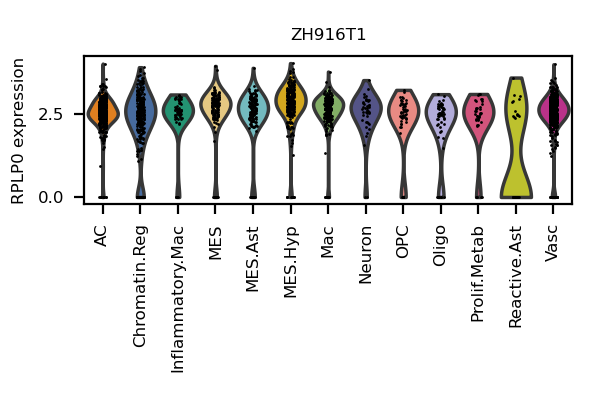 ZH916T1
RPLP0 expression
2.5
0.0
AC
Chromatin.Reg
Inflammatory.Mac
MES
MES.Ast
MES.Hyp
Mac
Neuron
OPC
Oligo
Prolif.Metab
Reactive.Ast
Vasc